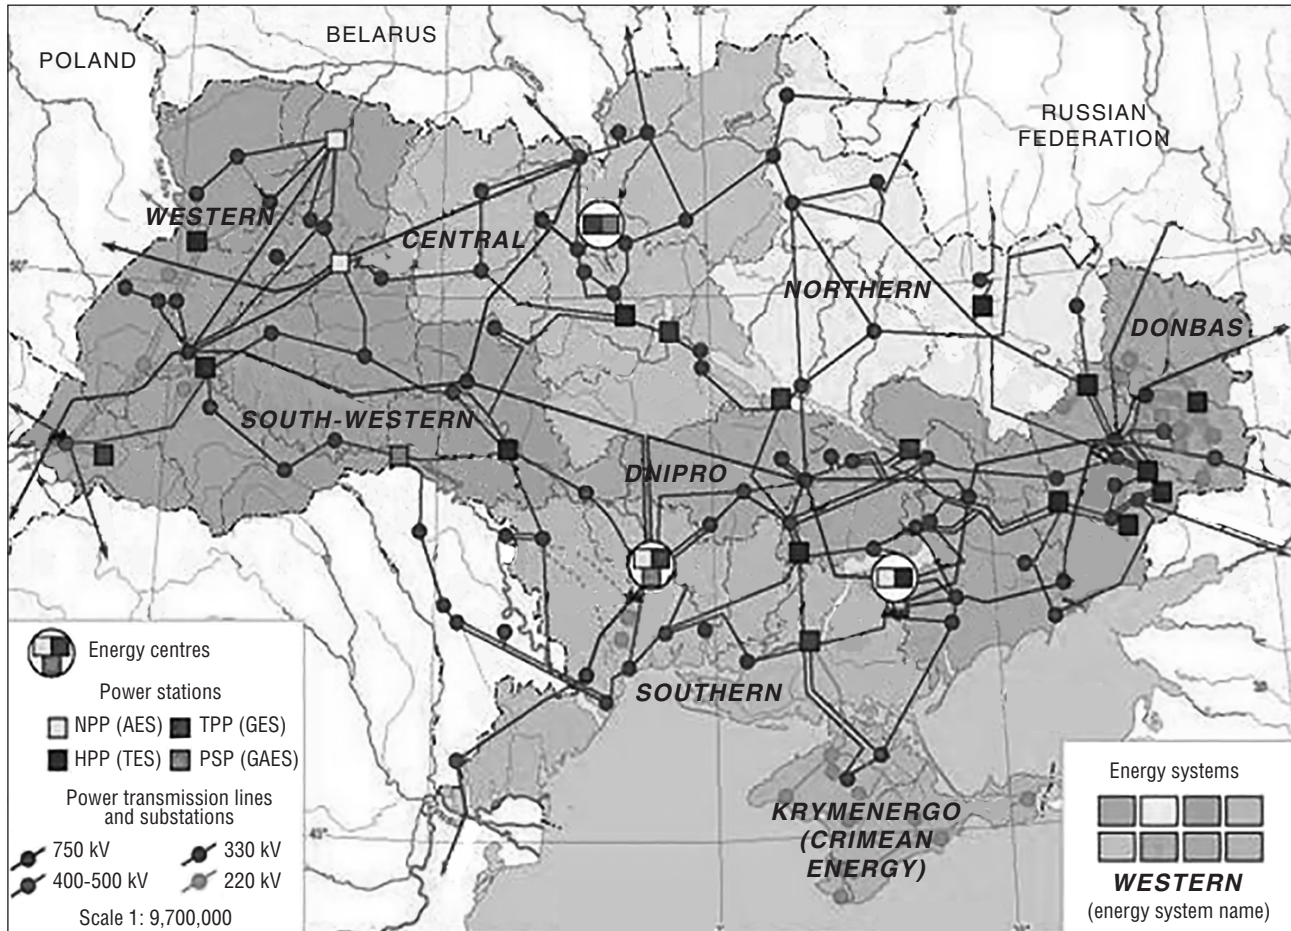 BELARUS
POLAND
RUSSIAN
FEDERATION
WESTERN
CENTRAL
NORTHERN
DONBAS
SOUTH-WESTERN
DNIPRO
SOUTHERN
KRYMENERGO
(CRIMEAN
ENERGY)
Energy centres
Power stations
NPP (AES) TPP (GES)
HPP (TES) PSP (GAES)
Power transmission lines
and substations
750 kV 330 kV
400-500 kV 220 kV
Scale 1: 9,700,000
Energy systems
WESTERN
(energy system name)